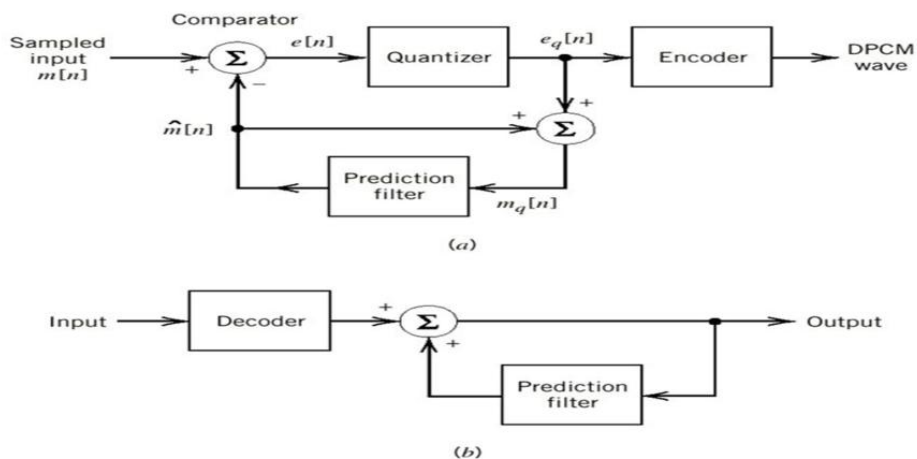 Comparator
Sampled
input
m[n]
+
Σ
−
e[n]
Quantizer
e_q[n]
Encoder
DPCM
wave
m̂[n]
+
+
Σ
Prediction
filter
m_q[n]
(a)
Input
Decoder
+
Σ
+
Output
Prediction
filter
(b)